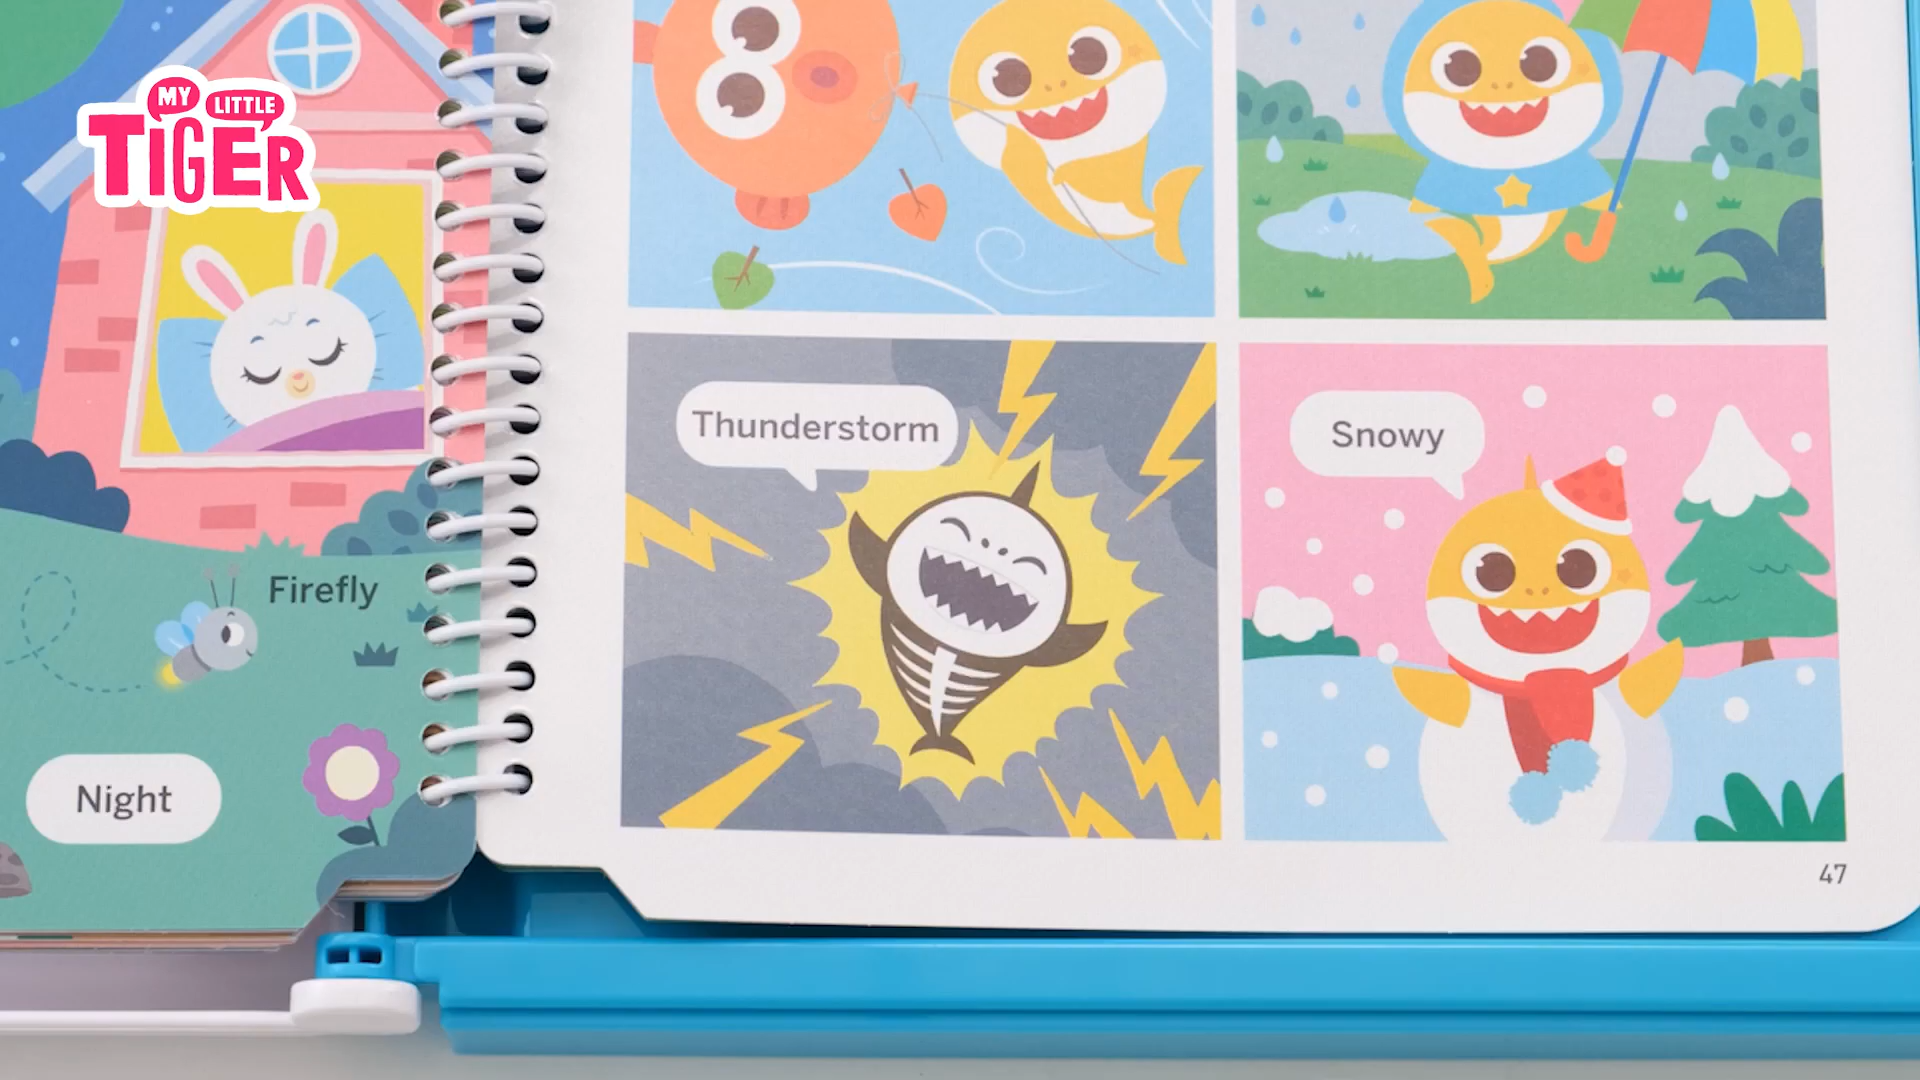 MY LITTLE
TIGER
Firefly
Night
Thunderstorm
Snowy
47